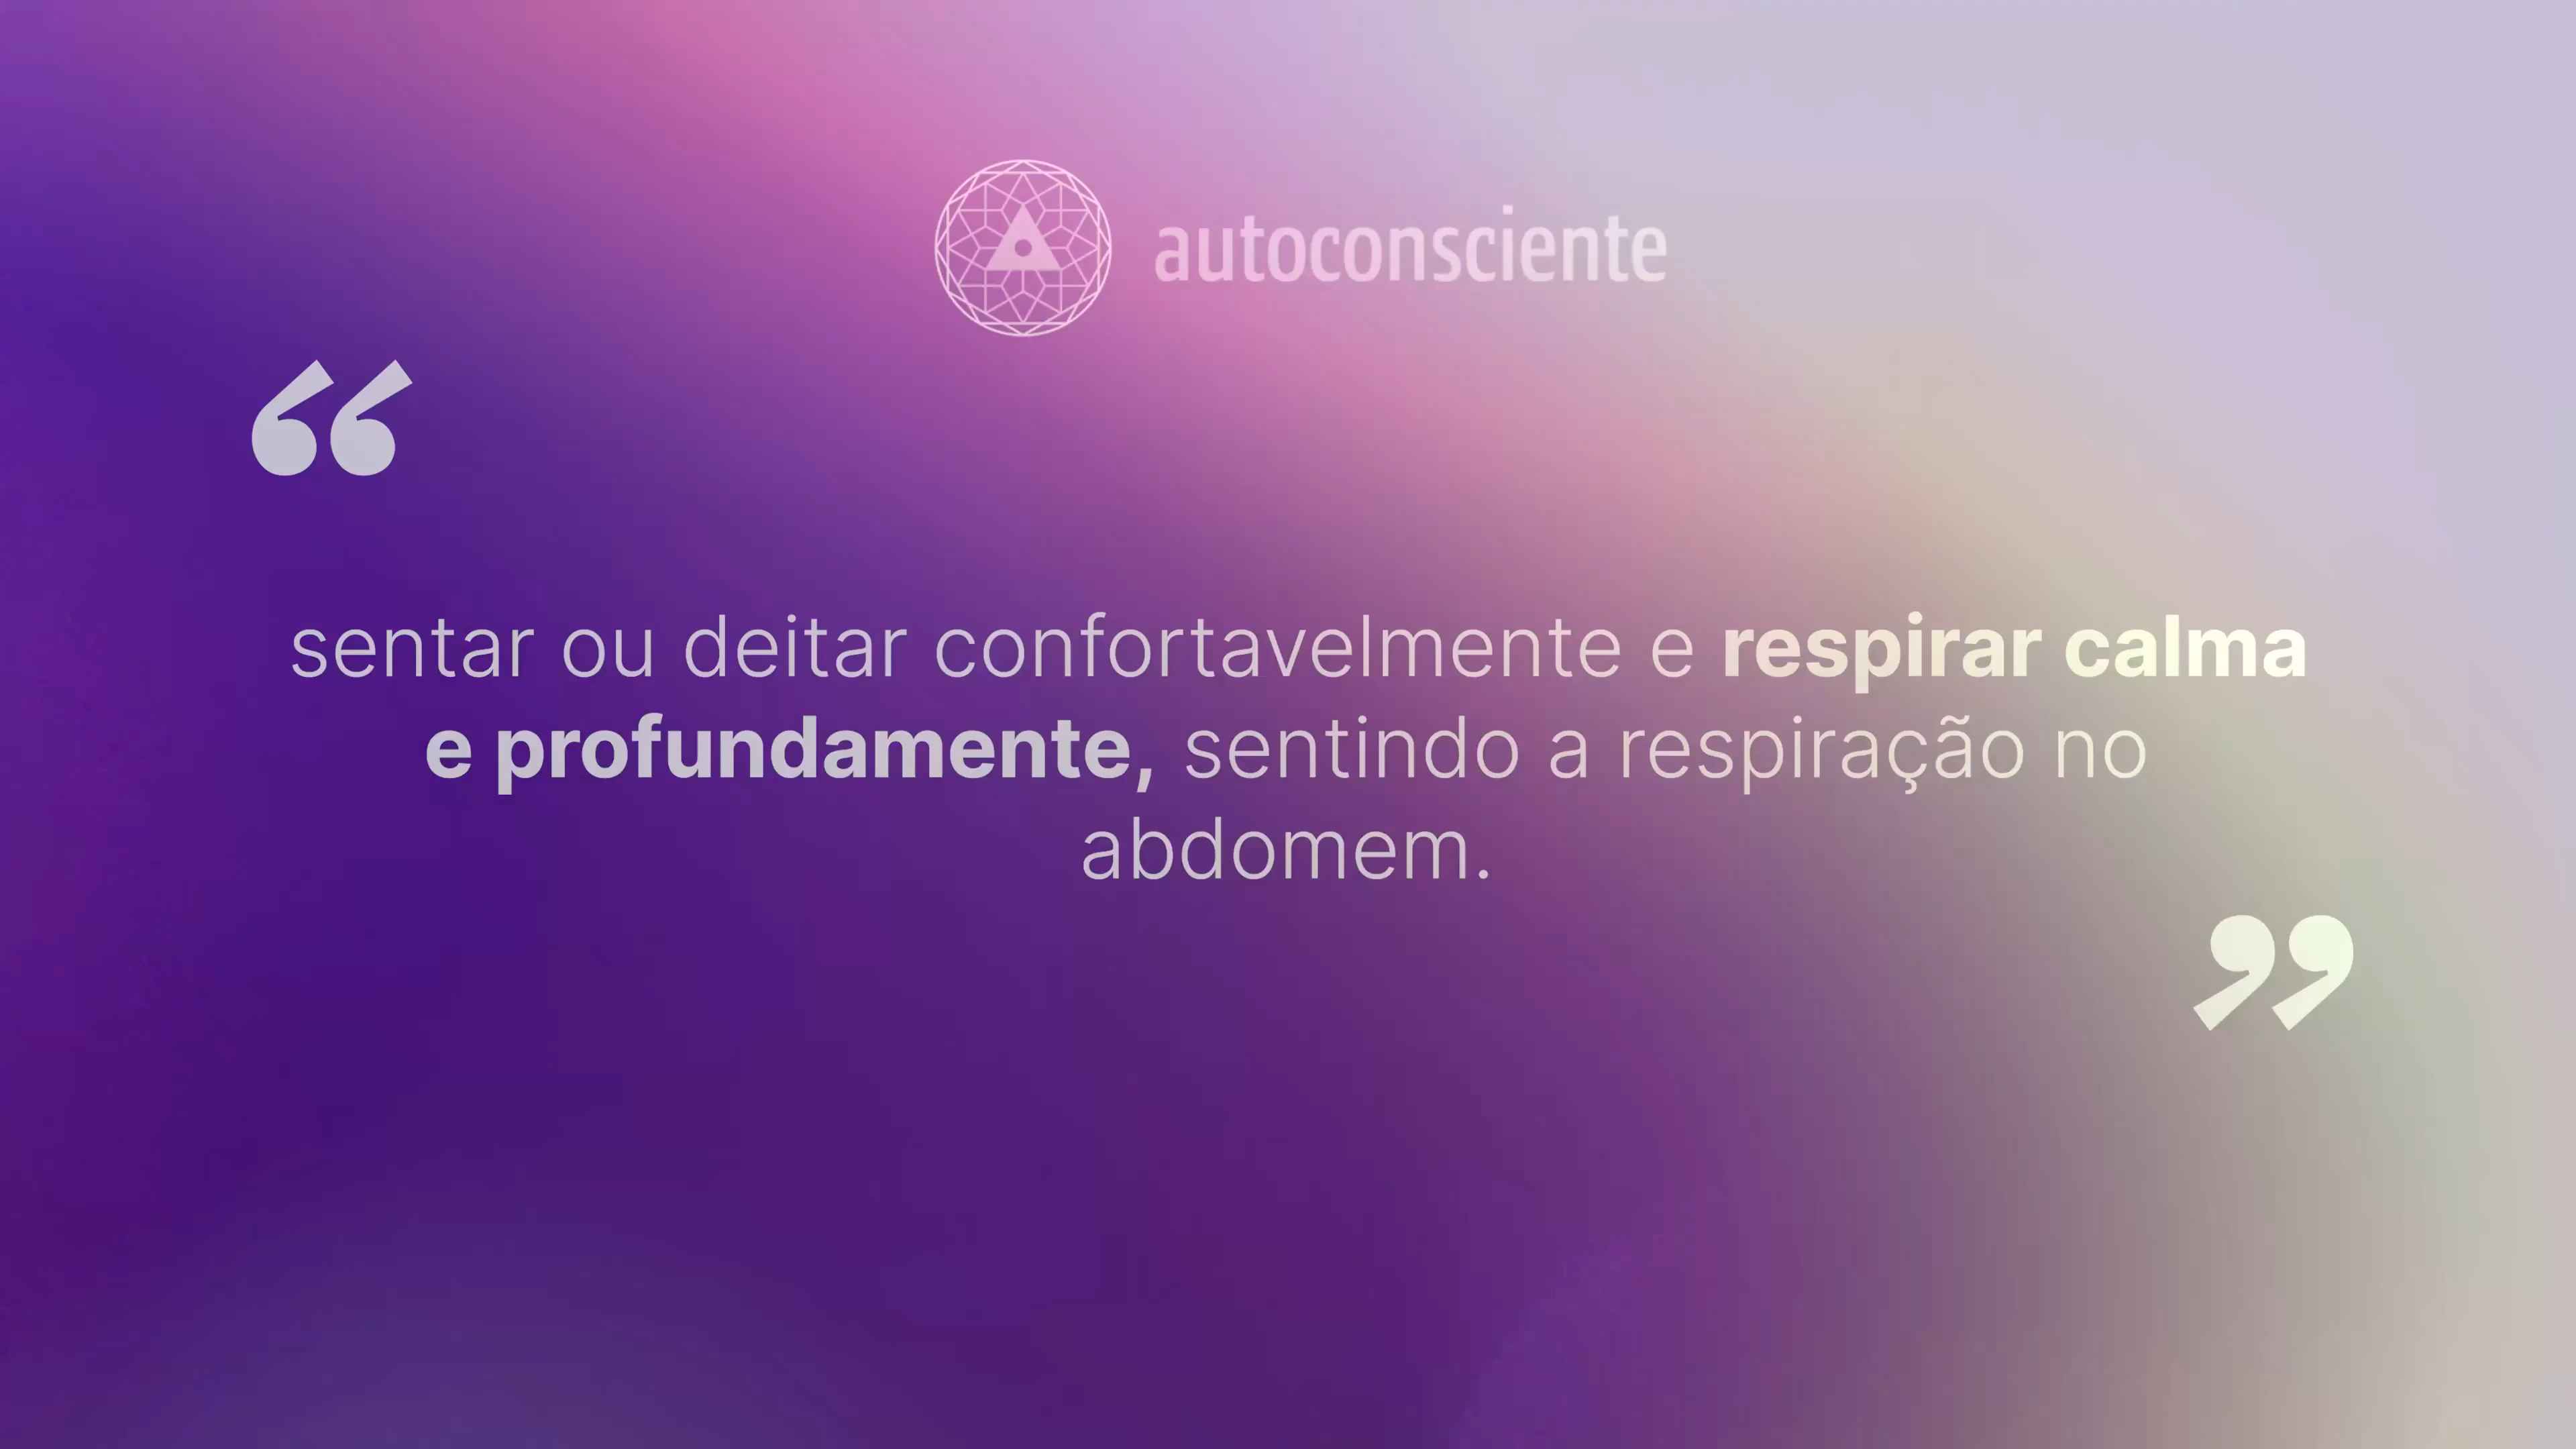 autoconsciente
“
sentar ou deitar confortavelmente e respirar calma
e profundamente, sentindo a respiração no
abdomem.
”